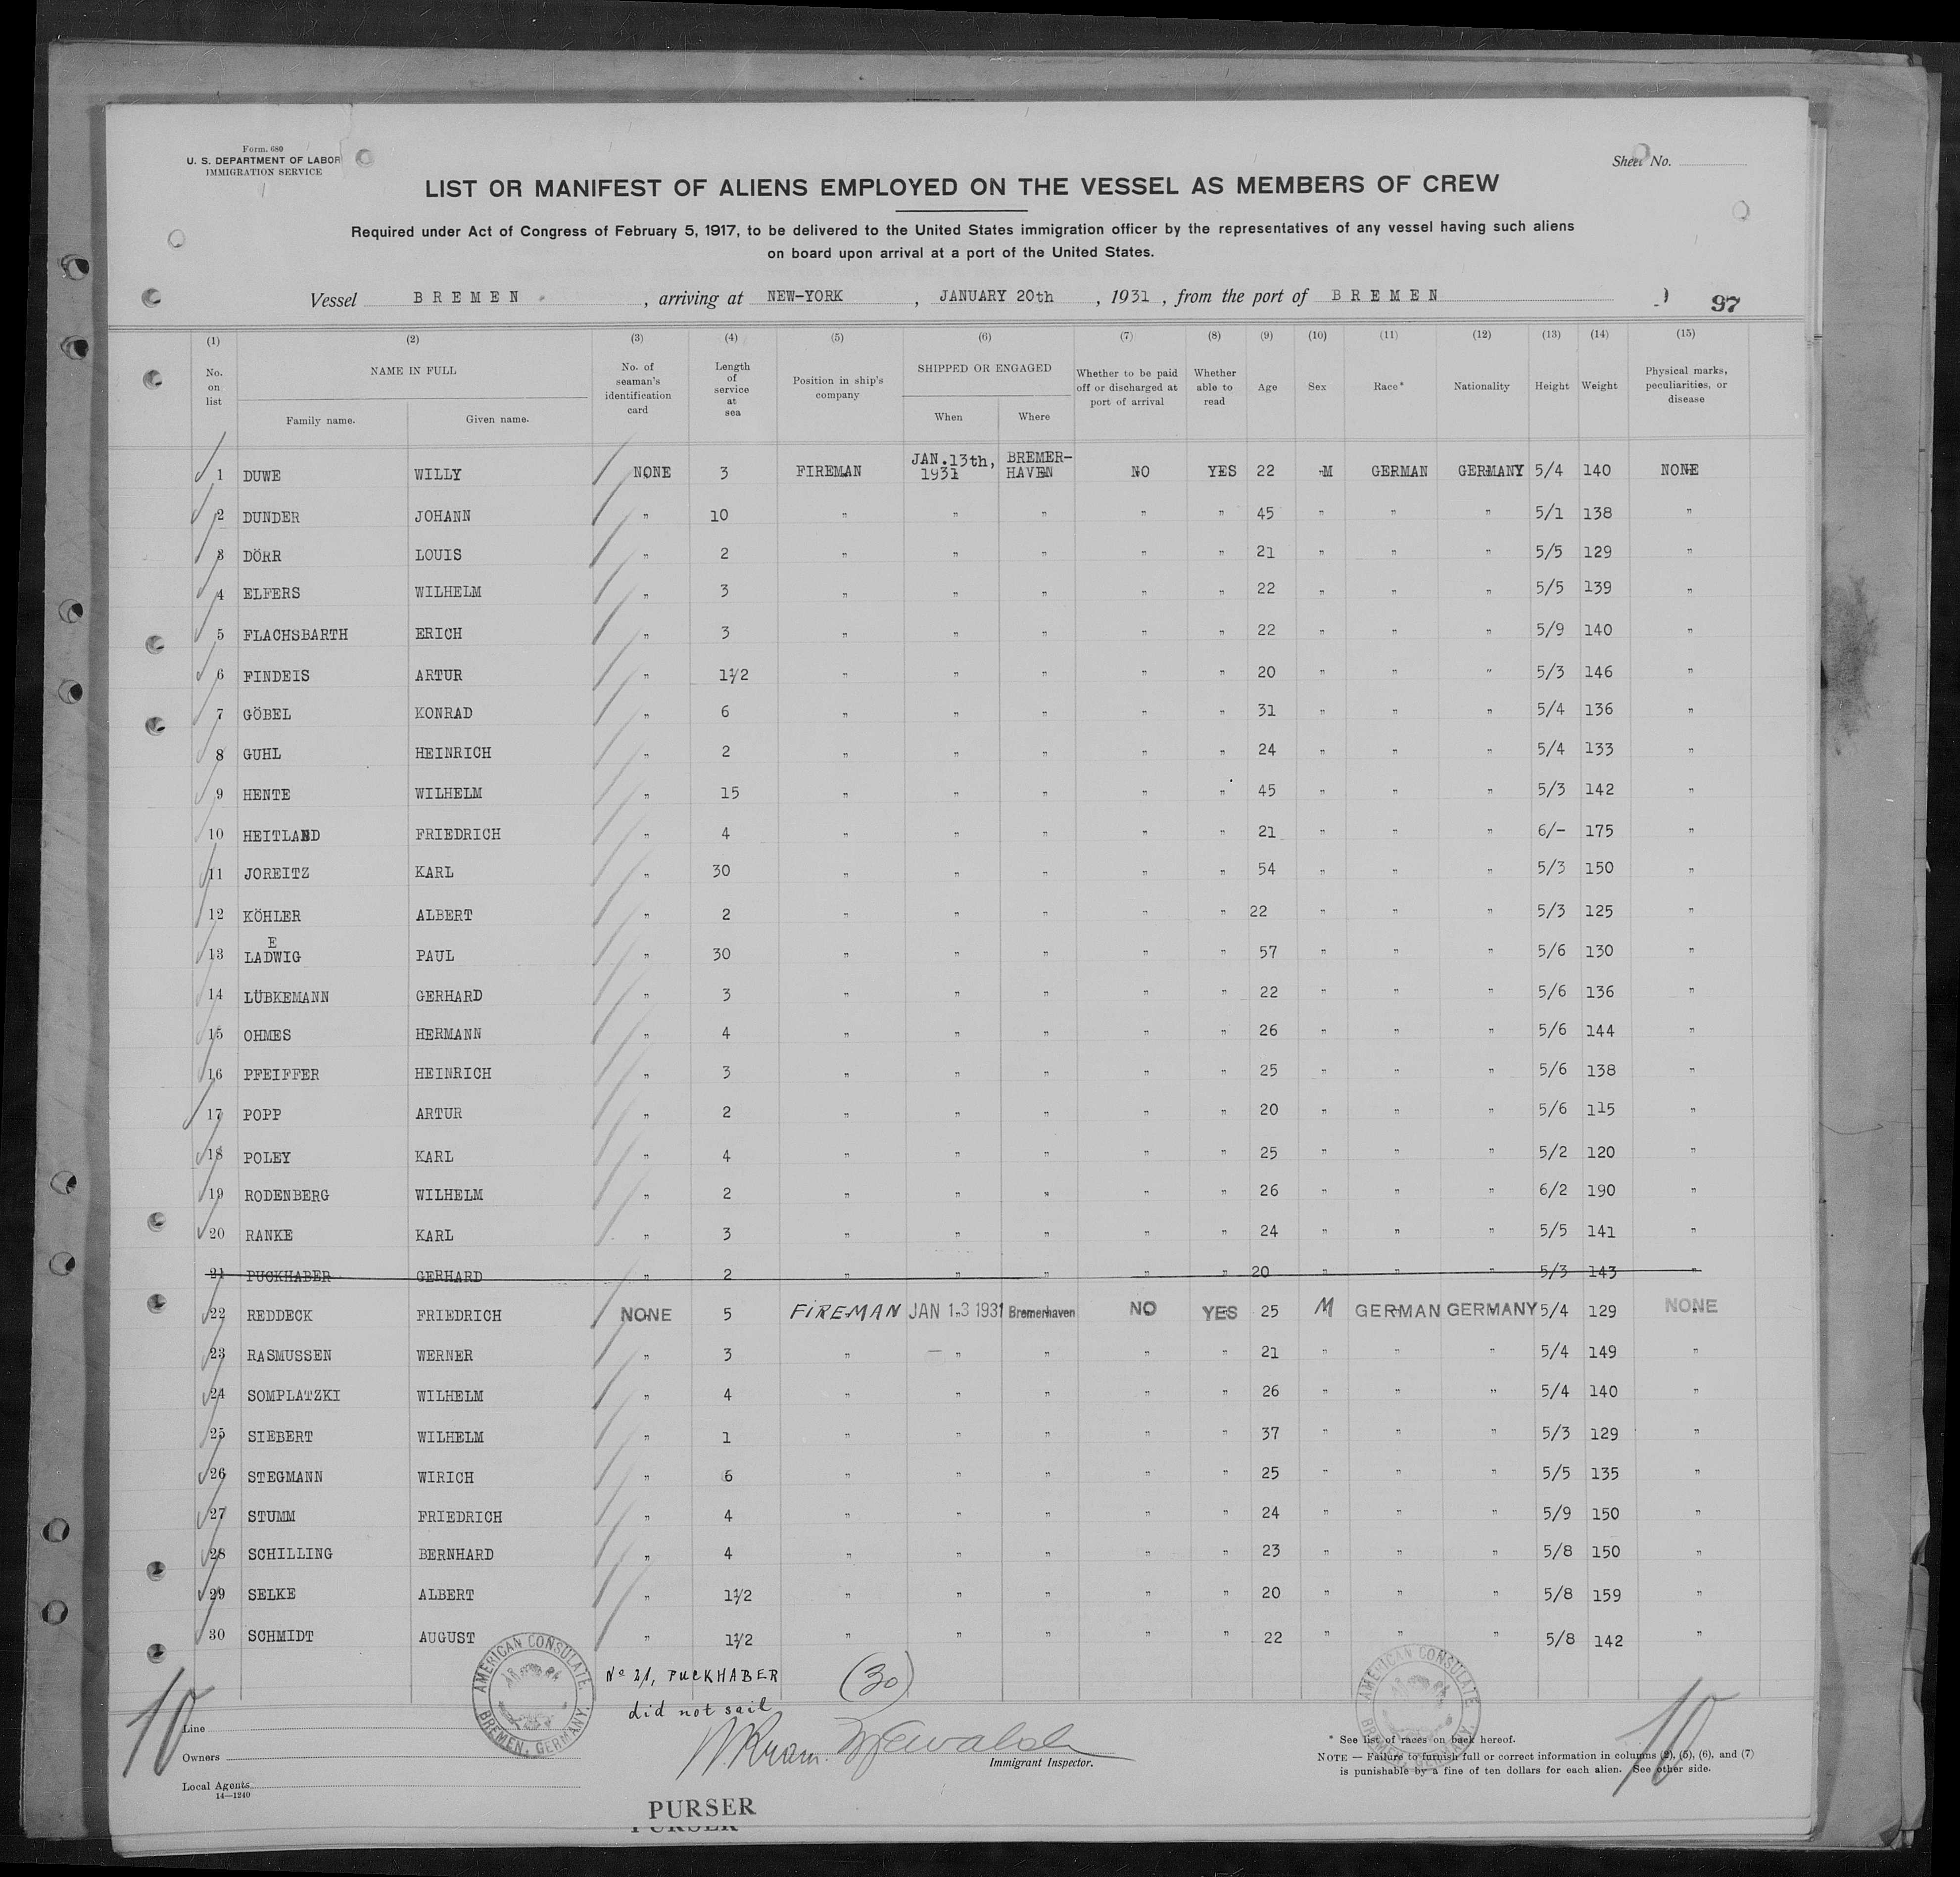 Form. 680
U. S. DEPARTMENT OF LABOR
IMMIGRATION SERVICE
Sheet No.
LIST OR MANIFEST OF ALIENS EMPLOYED ON THE VESSEL AS MEMBERS OF CREW
Required under Act of Congress of February 5, 1917, to be delivered to the United States immigration officer by the representatives of any vessel having such aliens
on board upon arrival at a port of the United States.
Vessel BREMEN, arriving at NEW-YORK, JANUARY 20th, 1931, from the port of BREMEN 97
(1) (2) (3) (4) (5) (6) (7) (8) (9) (10) (11) (12) (13) (14) (15)
No. on list NAME IN FULL Family name. Given name. No. of seaman's identification card Length of service at sea Position in ship's company SHIPPED OR ENGAGED When Where Whether to be paid off or discharged at port of arrival Whether able to read Age Sex Race* Nationality Height Weight Physical marks, peculiarities, or disease
1 DUWE WILLY NONE 3 FIREMAN JAN.13th, 1931 BREMER-HAVEN NO YES 22 M GERMAN GERMANY 5/4 140 NONE
2 DUNDER JOHANN " 10 " " " " " 45 " " " 5/1 138 "
3 DÖRR LOUIS " 2 " " " " " 21 " " " 5/5 129 "
4 ELFERS WILHELM " 3 " " " " " 22 " " " 5/5 139 "
5 FLACHSBARTH ERICH " 3 " " " " " 22 " " " 5/9 140 "
6 FINDEIS ARTUR " 1½ " " " " " 20 " " " 5/3 146 "
7 GÖBEL KONRAD " 6 " " " " " 31 " " " 5/4 136 "
8 GUHL HEINRICH " 2 " " " " " 24 " " " 5/4 133 "
9 HENTE WILHELM " 15 " " " " " 45 " " " 5/3 142 "
10 HEITLAND FRIEDRICH " 4 " " " " " 21 " " " 6/- 175 "
11 JOREITZ KARL " 30 " " " " " 54 " " " 5/3 150 "
12 KÖHLER ALBERT " 2 " " " " " 22 " " " 5/3 125 "
E
13 LADWIG PAUL " 30 " " " " " 57 " " " 5/6 130 "
14 LÜBKEMANN GERHARD " 3 " " " " " 22 " " " 5/6 136 "
15 OHMES HERMANN " 4 " " " " " 26 " " " 5/6 144 "
16 PFEIFFER HEINRICH " 3 " " " " " 25 " " " 5/6 138 "
17 POPP ARTUR " 2 " " " " " 20 " " " 5/6 115 "
18 POLEY KARL " 4 " " " " " 25 " " " 5/2 120 "
19 RODENBERG WILHELM " 2 " " " " " 26 " " " 6/2 190 "
20 RANKE KARL " 3 " " " " " 24 " " " 5/5 141 "
21 PUCKHABER GERHARD " 2 " " " " " 20 " " " 5/3 143 "
22 REDDECK FRIEDRICH NONE 5 FIREMAN JAN 13 1931 Bremerhaven NO YES 25 M GERMAN GERMANY 5/4 129 NONE
23 RASMUSSEN WERNER " 3 " " " " " 21 " " " 5/4 149 "
24 SOMPLATZKI WILHELM " 4 " " " " " 26 " " " 5/4 140 "
25 SIEBERT WILHELM " 1 " " " " " 37 " " " 5/3 129 "
26 STEGMANN WIRICH " 6 " " " " " 25 " " " 5/5 135 "
27 STUMM FRIEDRICH " 4 " " " " " 24 " " " 5/9 150 "
28 SCHILLING BERNHARD " 4 " " " " " 23 " " " 5/8 150 "
29 SELKE ALBERT " 1½ " " " " " 20 " " " 5/8 159 "
30 SCHMIDT AUGUST " 1½ " " " " " 22 " " " 5/8 142 "
No 21, PUCKHABER (30)
did not sail
AMERICAN CONSULATE. BREMEN, GERMANY.
AMERICAN CONSULATE BREMEN, GERMANY.
10 10
Line
Owners
Local Agents
14—1240
Immigrant Inspector.
* See list of races on back hereof.
NOTE — Failure to furnish full or correct information in columns (2), (5), (6), and (7)
is punishable by a fine of ten dollars for each alien. See other side.
PURSER
PURSER